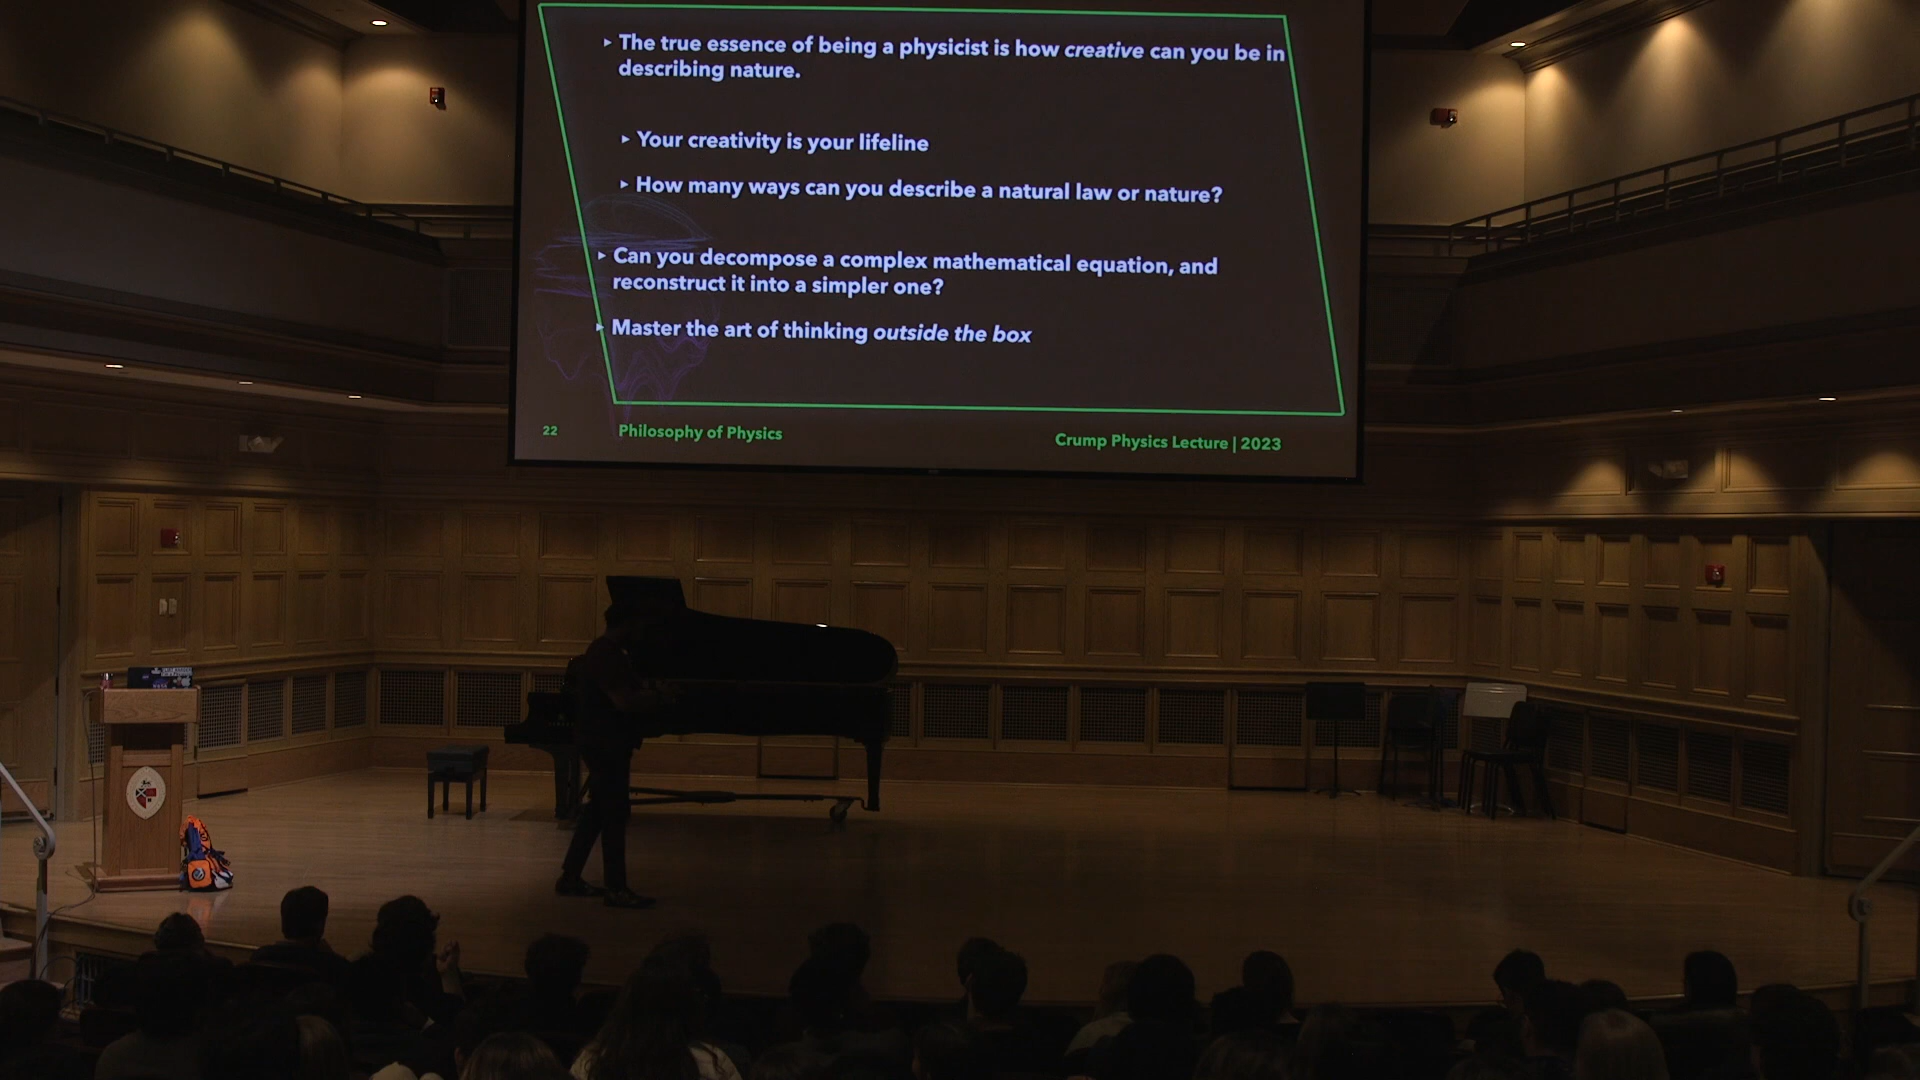 ▸ The true essence of being a physicist is how creative can you be in
describing nature.
▸ Your creativity is your lifeline
▸ How many ways can you describe a natural law or nature?
▸ Can you decompose a complex mathematical equation, and
reconstruct it into a simpler one?
▸ Master the art of thinking outside the box
22 Philosophy of Physics Crump Physics Lecture | 2023